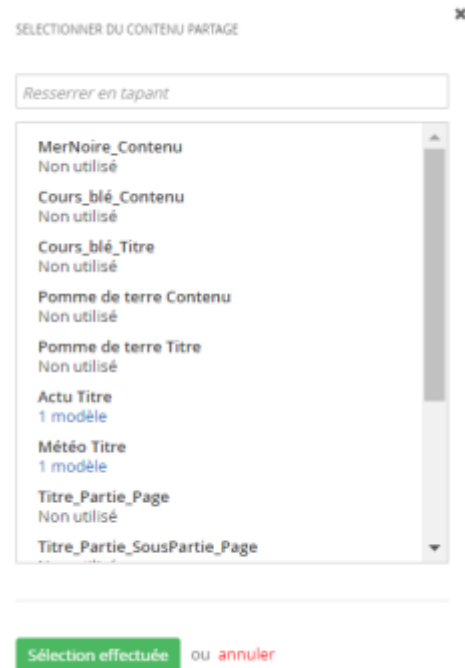 SELECTIONNER DU CONTENU PARTAGE
Resserrer en tapant
MerNoire_Contenu
Non utilisé
Cours_blé_Contenu
Non utilisé
Cours_blé_Titre
Non utilisé
Pomme de terre Contenu
Non utilisé
Pomme de terre Titre
Non utilisé
Actu Titre
1 modèle
Météo Titre
1 modèle
Titre_Partie_Page
Non utilisé
Titre_Partie_SousPartie_Page
Sélection effectuée ou annuler